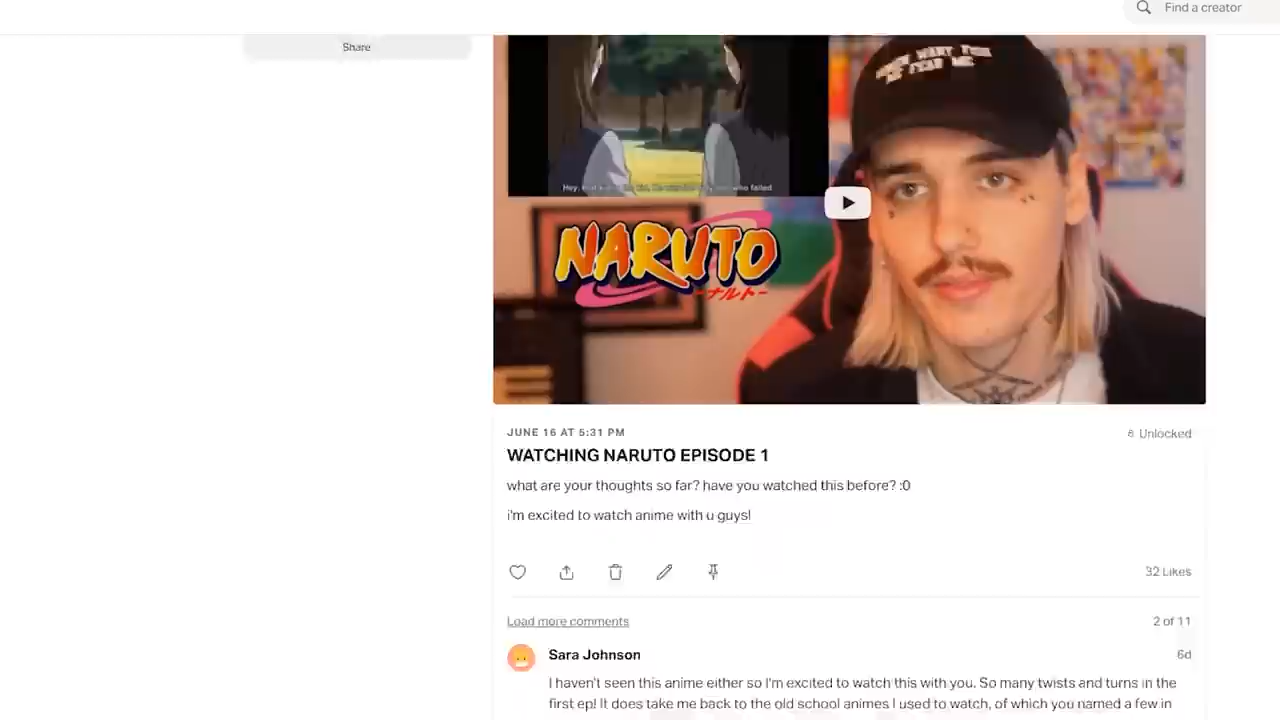 Find a creator
Share
WHEN WANT YOU
NARUTO
-ナルト-
JUNE 16 AT 5:31 PM
Unlocked
WATCHING NARUTO EPISODE 1
what are your thoughts so far? have you watched this before? :0
i'm excited to watch anime with u guys!
32 Likes
Load more comments
2 of 11
Sara Johnson
6d
I haven't seen this anime either so I'm excited to watch this with you. So many twists and turns in the
first ep! It does take me back to the old school animes I used to watch, of which you named a few in